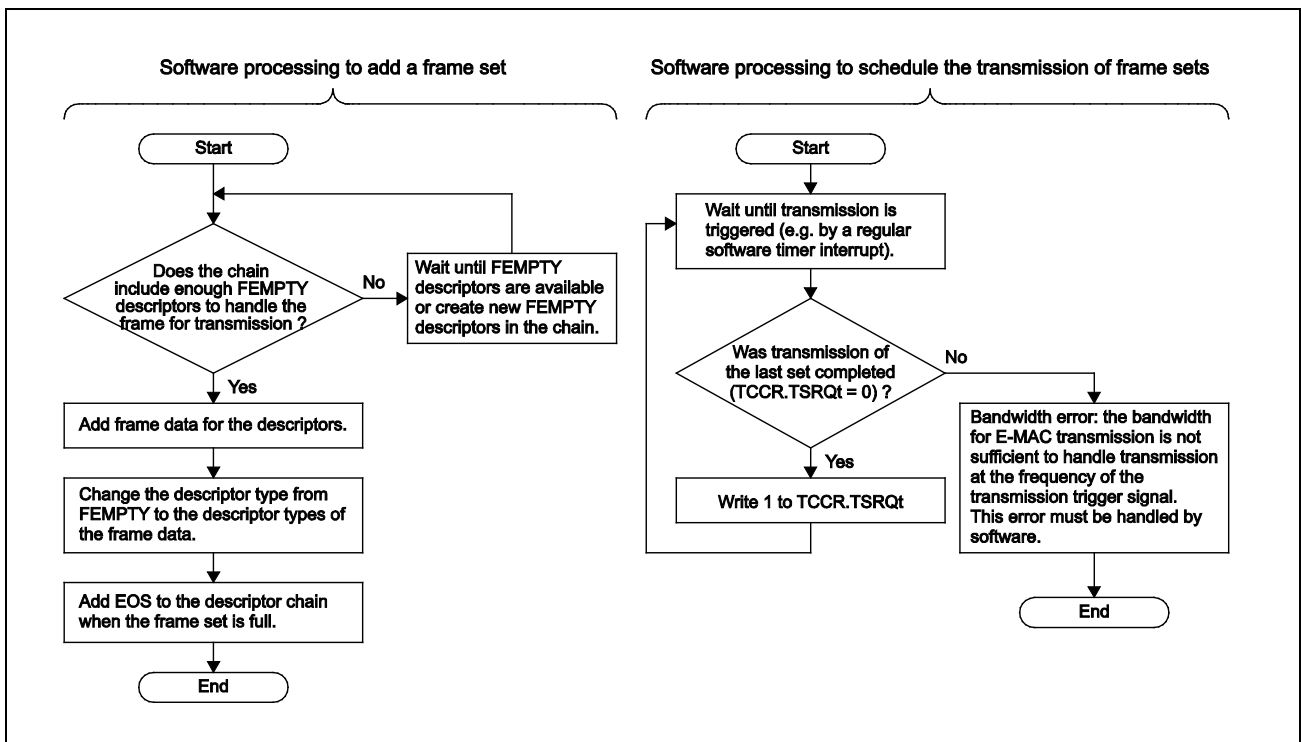 Software processing to add a frame set
Start
Does the chain
include enough FEMPTY
descriptors to handle the
frame for transmission ?
No
Wait until FEMPTY
descriptors are available
or create new FEMPTY
descriptors in the chain.
Yes
Add frame data for the descriptors.
Change the descriptor type from
FEMPTY to the descriptor types of
the frame data.
Add EOS to the descriptor chain
when the frame set is full.
End
Software processing to schedule the transmission of frame sets
Start
Wait until transmission is
triggered (e.g. by a regular
software timer interrupt).
Was transmission of
the last set completed
(TCCR.TSRQt = 0) ?
No
Yes
Write 1 to TCCR.TSRQt
Bandwidth error: the bandwidth
for E-MAC transmission is not
sufficient to handle transmission
at the frequency of the
transmission trigger signal.
This error must be handled by
software.
End